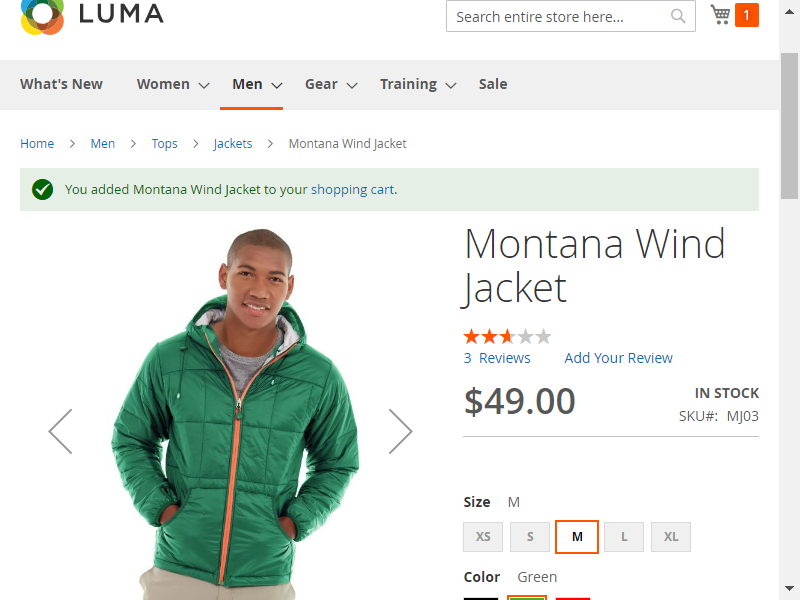 LUMA
Search entire store here...
1
What's New Women Men Gear Training Sale
Home Men Tops Jackets Montana Wind Jacket
You added Montana Wind Jacket to your shopping cart.
Montana Wind
Jacket
3 Reviews Add Your Review
$49.00
IN STOCK
SKU#: MJ03
Size M
XS S M L XL
Color Green